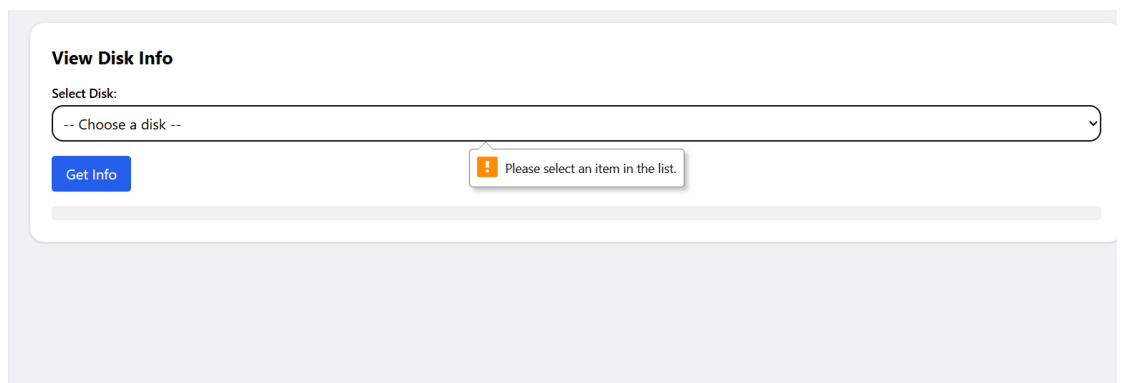 View Disk Info
Select Disk:
-- Choose a disk --
Please select an item in the list.
Get Info